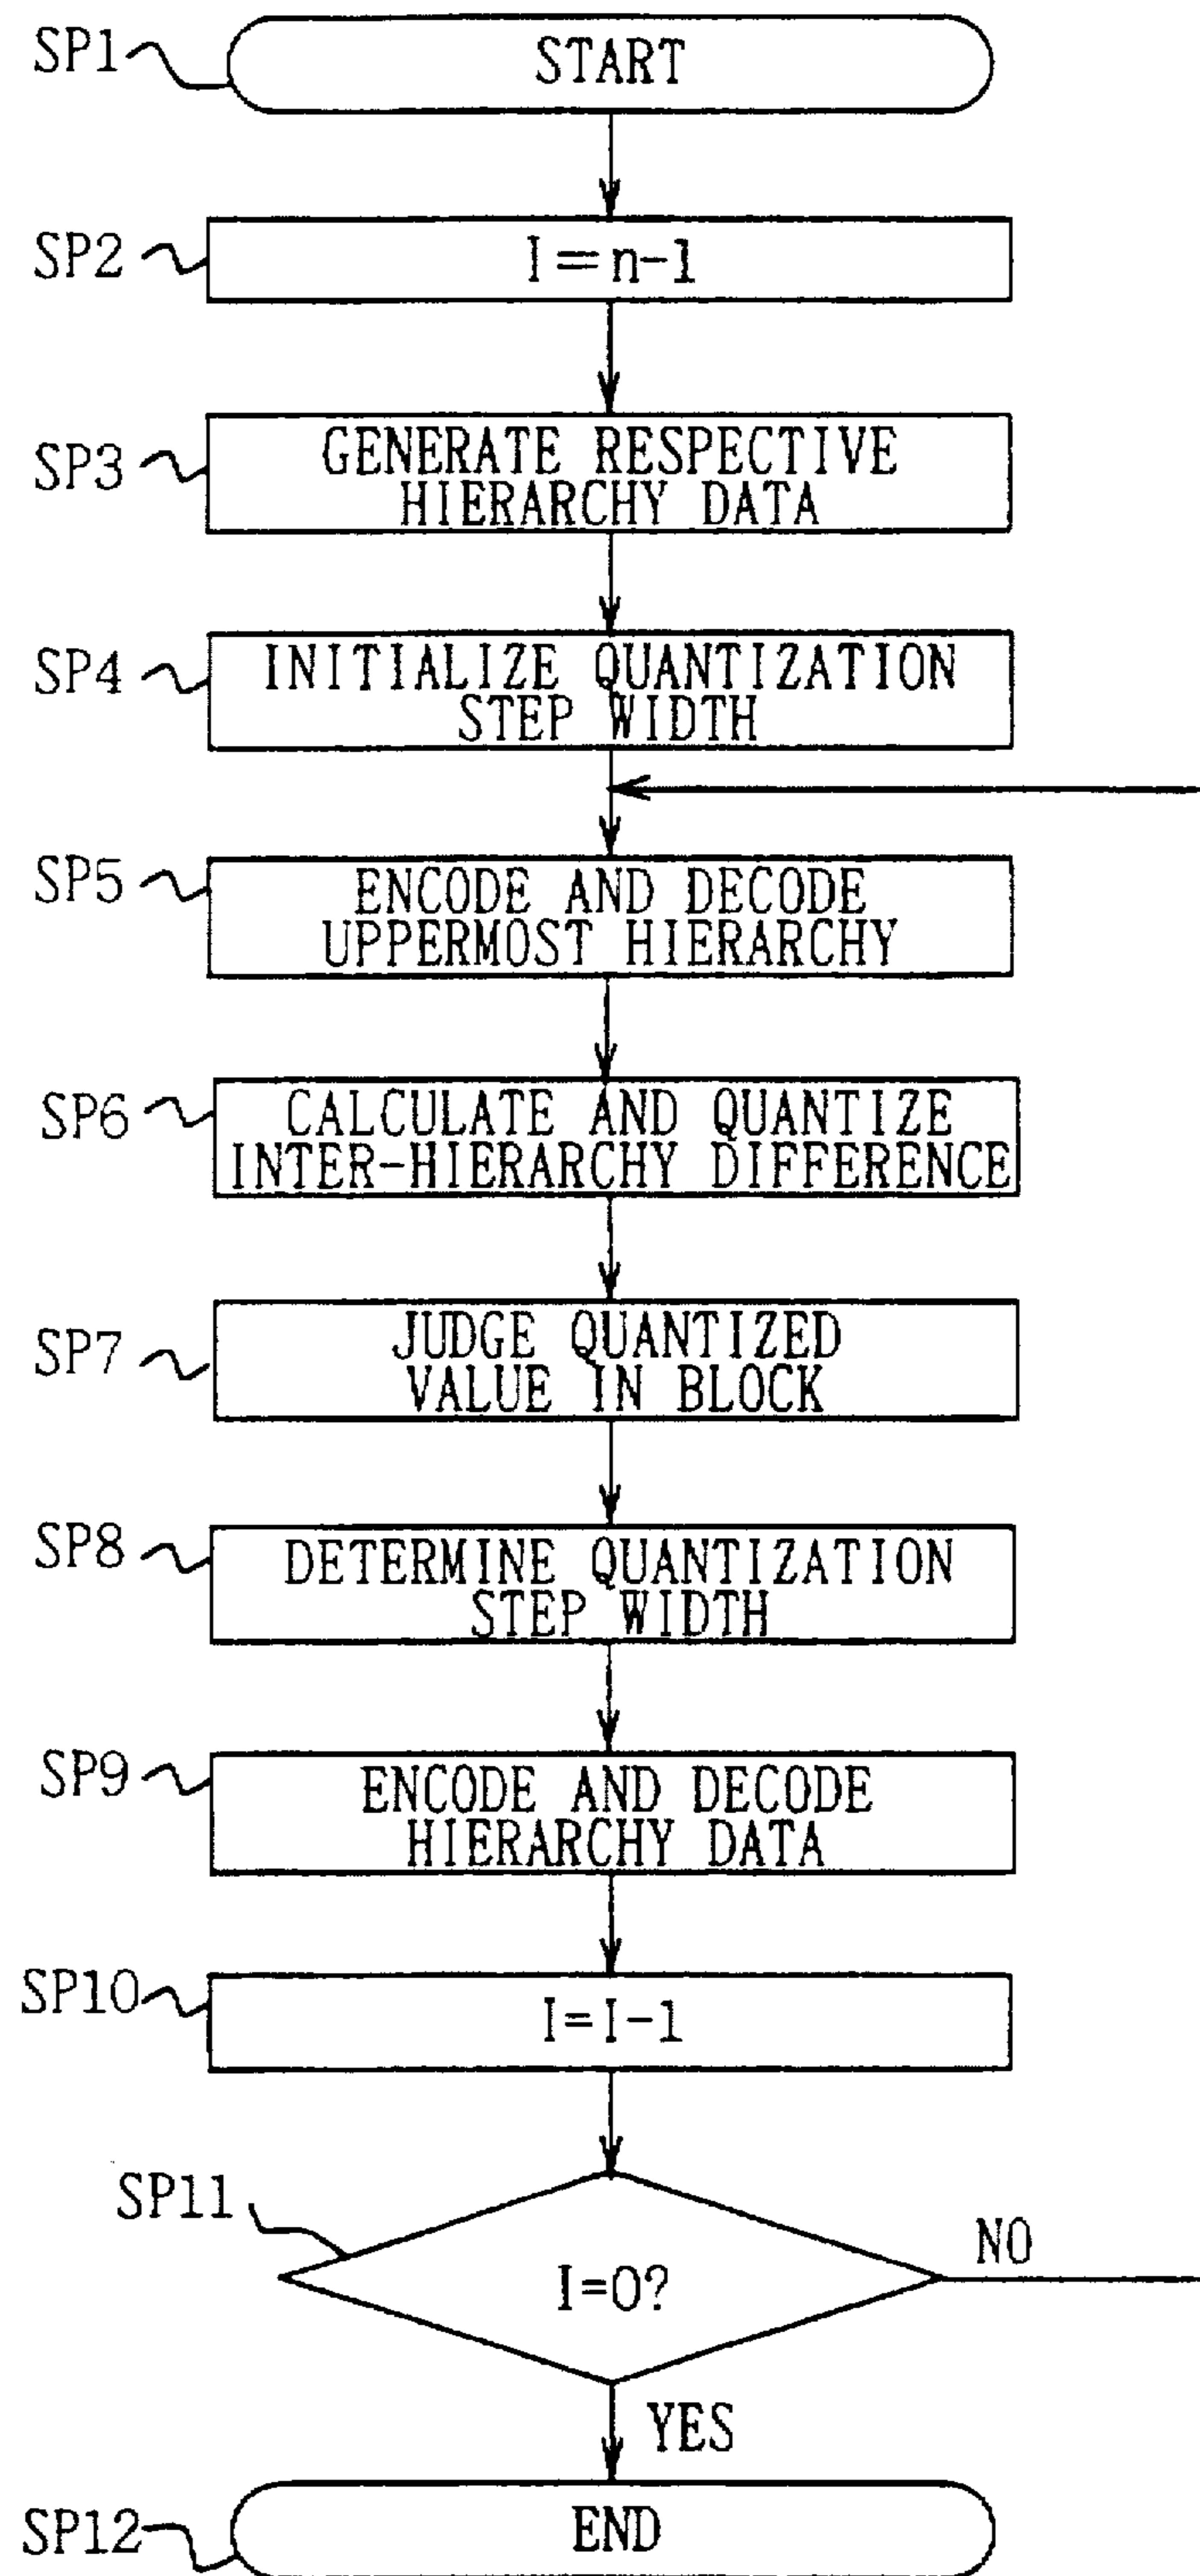 SP1
START
SP2
I=n-1
SP3
GENERATE RESPECTIVE
HIERARCHY DATA
SP4
INITIALIZE QUANTIZATION
STEP WIDTH
SP5
ENCODE AND DECODE
UPPERMOST HIERARCHY
SP6
CALCULATE AND QUANTIZE
INTER-HIERARCHY DIFFERENCE
SP7
JUDGE QUANTIZED
VALUE IN BLOCK
SP8
DETERMINE QUANTIZATION
STEP WIDTH
SP9
ENCODE AND DECODE
HIERARCHY DATA
SP10
I=I-1
SP11
I=0?
NO
YES
SP12
END